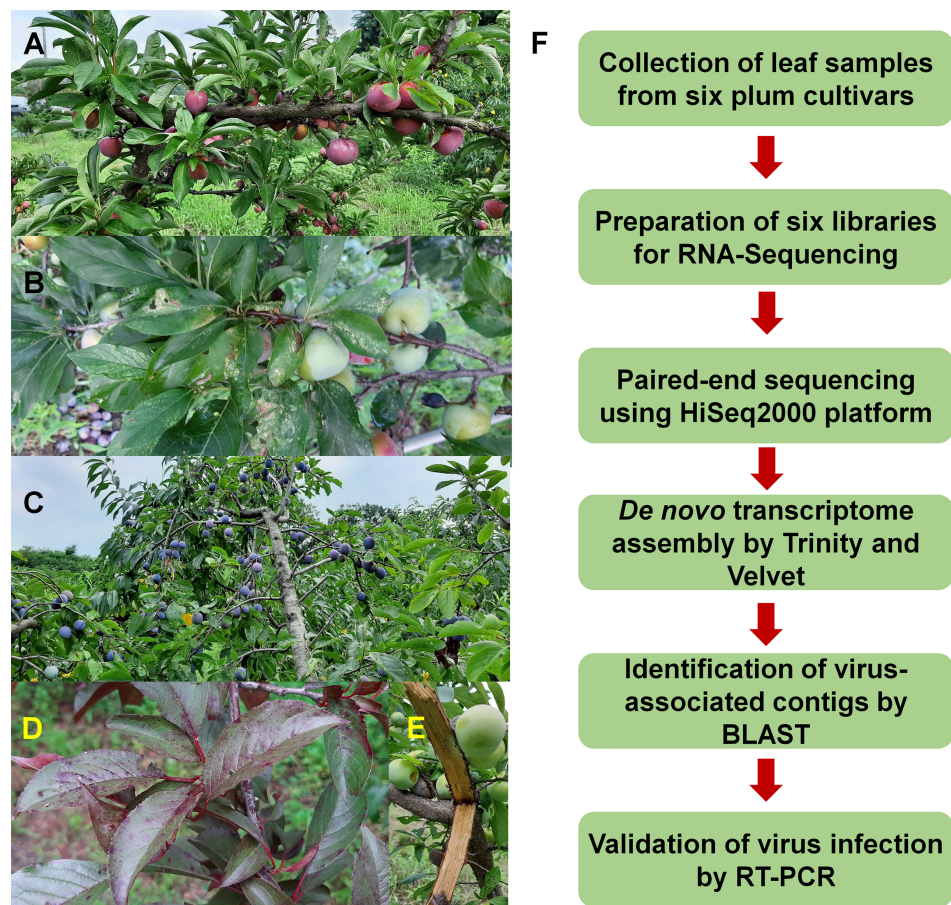 A
B
C
D
E
F
Collection of leaf samples
from six plum cultivars
Preparation of six libraries
for RNA-Sequencing
Paired-end sequencing
using HiSeq2000 platform
De novo transcriptome
assembly by Trinity and
Velvet
Identification of virus-
associated contigs by
BLAST
Validation of virus infection
by RT-PCR